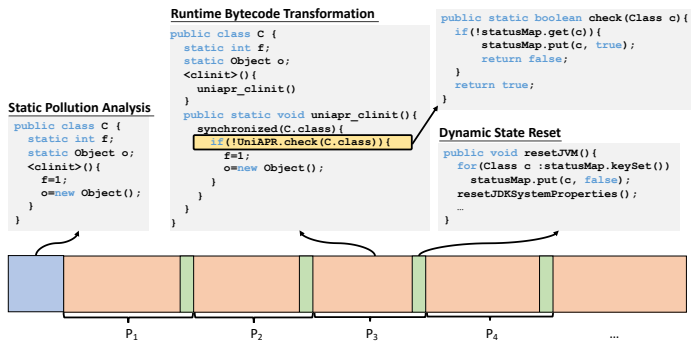 Static Pollution Analysis
public class C {
static int f;
static Object o;
<clinit>(){
f=1;
o=new Object();
}
}
Runtime Bytecode Transformation
public class C {
static int f;
static Object o;
<clinit>(){
uniapr_clinit()
}
public static void uniapr_clinit(){
synchronized(C.class){
if(!UniAPR.check(C.class)){
f=1;
o=new Object();
}
}
}
}
public static boolean check(Class c){
if(!statusMap.get(c)){
statusMap.put(c, true);
return false;
}
return true;
}
Dynamic State Reset
public void resetJVM(){
for(Class c :statusMap.keySet())
statusMap.put(c, false);
resetJDKSystemProperties();
…
}
P1
P2
P3
P4
…